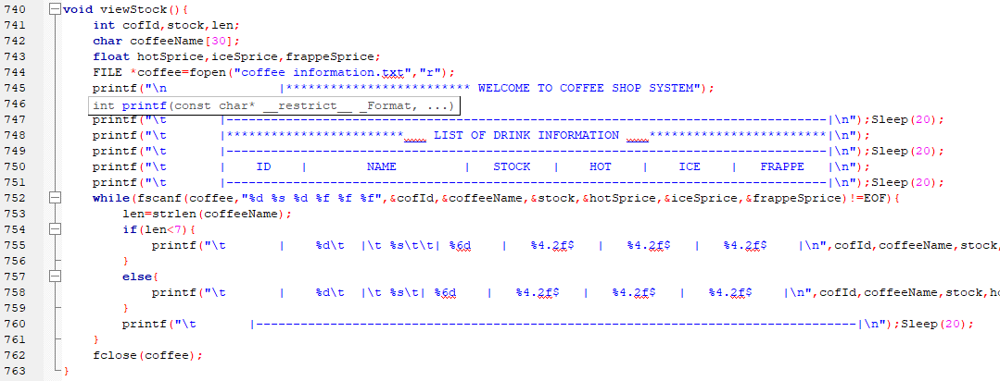 740 void viewStock(){
741 int cofId,stock,len;
742 char coffeeName[30];
743 float hotSprice,iceSprice,frappeSprice;
744 FILE *coffee=fopen("coffee information.txt","r");
745 printf("\n |************************* WELCOME TO COFFEE SHOP SYSTEM");
746 int printf(const char* __restrict__ _Format, ...)
747 printf("\t |---------------------------------------------------------------------------------|\n");Sleep(20);
748 printf("\t |************************___ LIST OF DRINK INFORMATION ___************************|\n");
749 printf("\t |---------------------------------------------------------------------------------|\n");Sleep(20);
750 printf("\t | ID | NAME | STOCK | HOT | ICE | FRAPPE |\n");
751 printf("\t |---------------------------------------------------------------------------------|\n");Sleep(20);
752 while(fscanf(coffee,"%d %s %d %f %f %f",&cofId,&coffeeName,&stock,&hotSprice,&iceSprice,&frappeSprice)!=EOF){
753 len=strlen(coffeeName);
754 if(len<7){
755 printf("\t | %d\t |\t %s\t\t| %6d | %4.2f$ | %4.2f$ | %4.2f$ |\n",cofId,coffeeName,stock,
756 }
757 else{
758 printf("\t | %d\t |\t %s\t| %6d | %4.2f$ | %4.2f$ | %4.2f$ |\n",cofId,coffeeName,stock,ho
759 }
760 printf("\t |---------------------------------------------------------------------------------|\n");Sleep(20);
761 }
762 fclose(coffee);
763 }